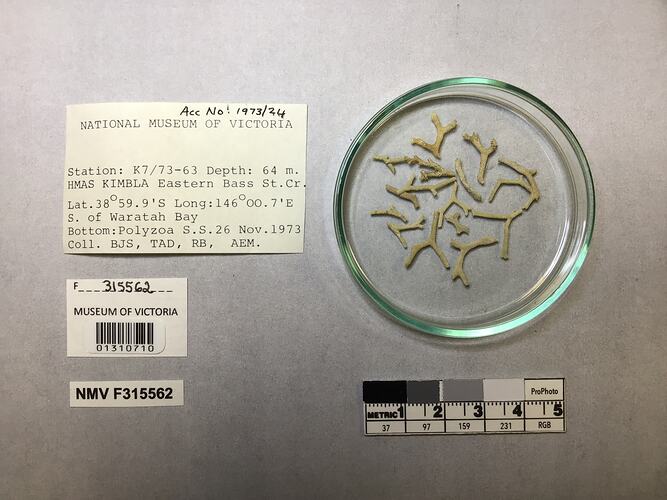 Acc No! 1973/24
NATIONAL MUSEUM OF VICTORIA
Station: K7/73-63 Depth: 64 m.
HMAS KIMBLA Eastern Bass St.Cr.
Lat.38°59.9'S Long:146°00.7'E
S. of Waratah Bay
Bottom:Polyzoa S.S.26 Nov.1973
Coll. BJS, TAD, RB, AEM.
F 315562
MUSEUM OF VICTORIA
01310710
NMV F315562
ProPhoto
METRIC 1 2 3 4 5
37 97 159 231 RGB